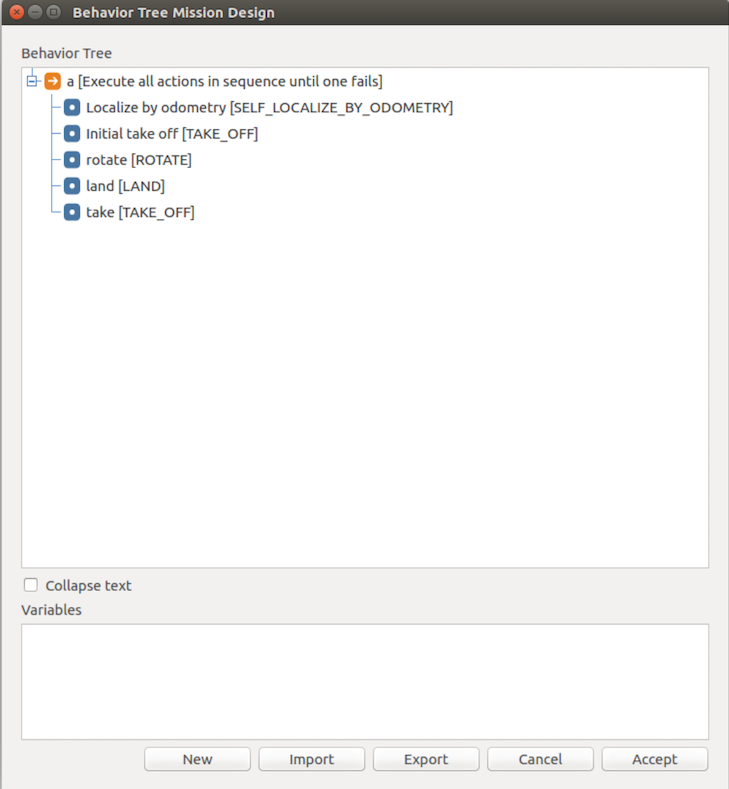 Behavior Tree Mission Design
Behavior Tree
a [Execute all actions in sequence until one fails]
Localize by odometry [SELF_LOCALIZE_BY_ODOMETRY]
Initial take off [TAKE_OFF]
rotate [ROTATE]
land [LAND]
take [TAKE_OFF]
Collapse text
Variables
New Import Export Cancel Accept